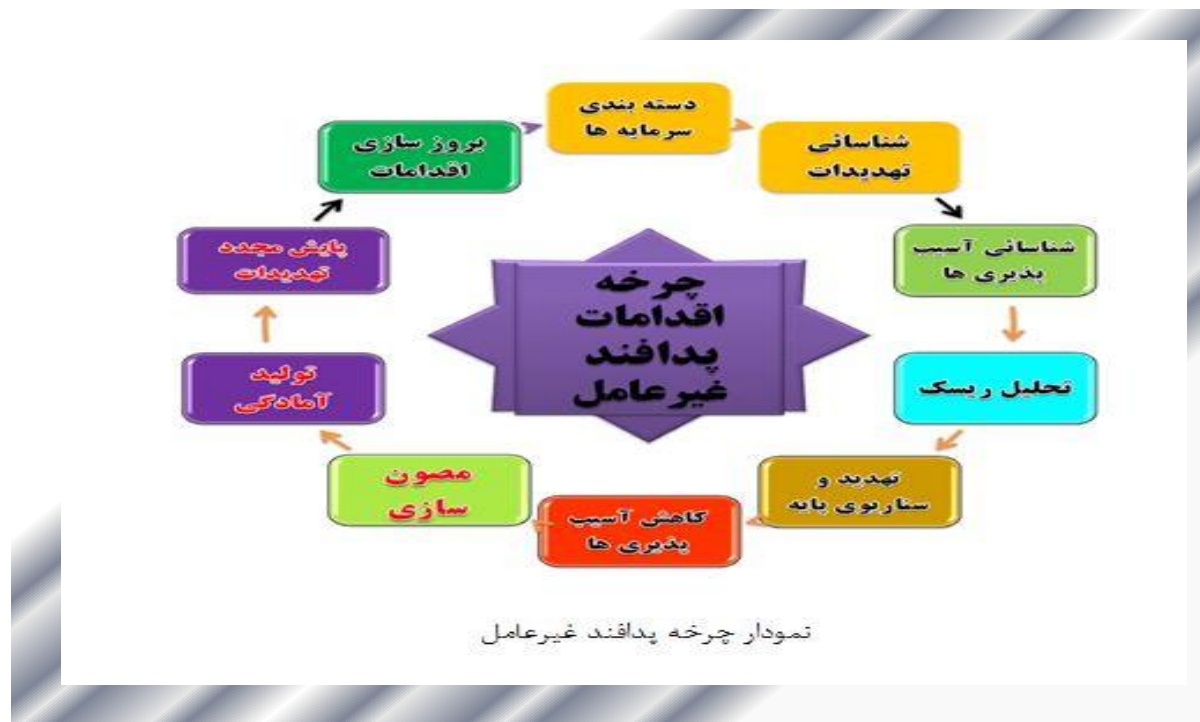 دسته بندی
سرمایه ها
شناسائی
تهدیدات
شناسائی آسیب
پذیری ها
تحلیل ریسک
تهدید و
سناریوی پایه
کاهش آسیب
پذیری ها
مصون
سازی
تولید
آمادگی
پایش مجدد
تهدیدات
بروز سازی
اقدامات
چرخه
اقدامات
پدافند
غیرعامل
نمودار چرخه پدافند غیرعامل